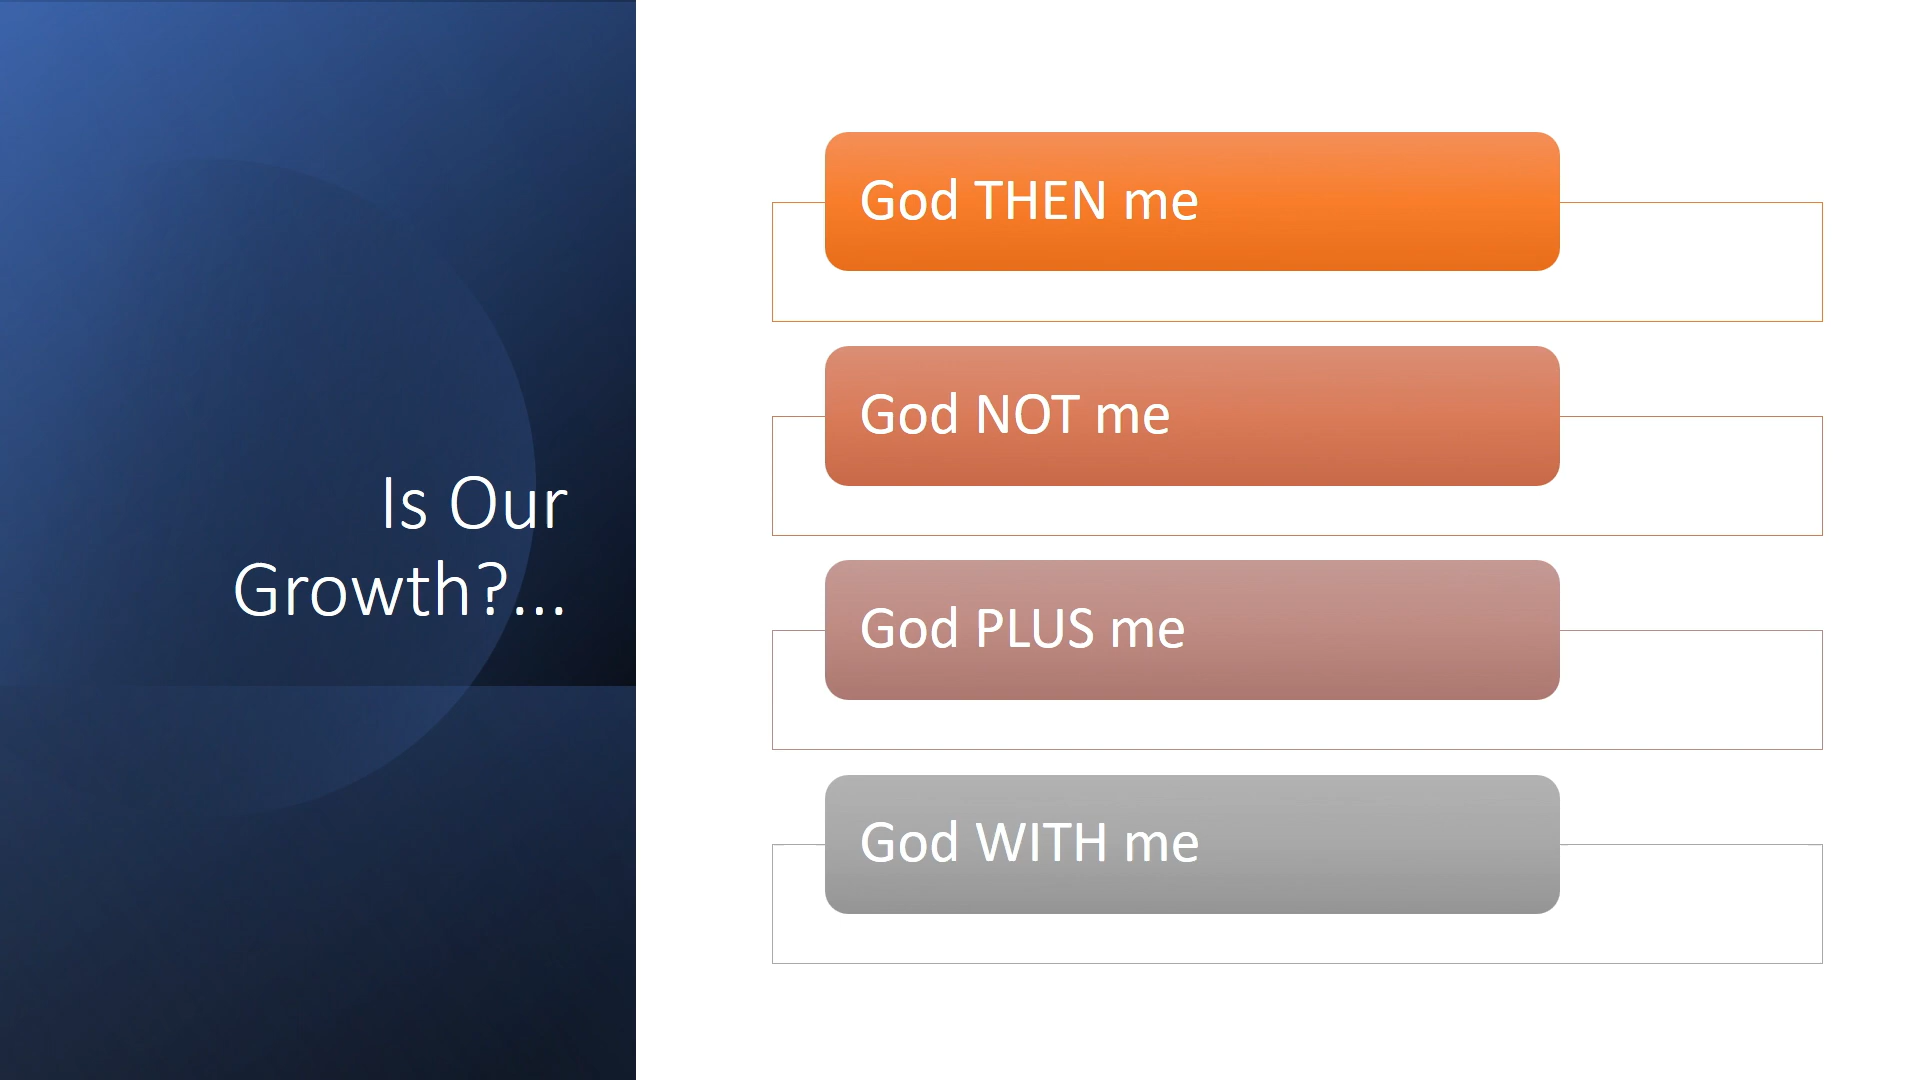 Is Our
Growth?...
God THEN me
God NOT me
God PLUS me
God WITH me